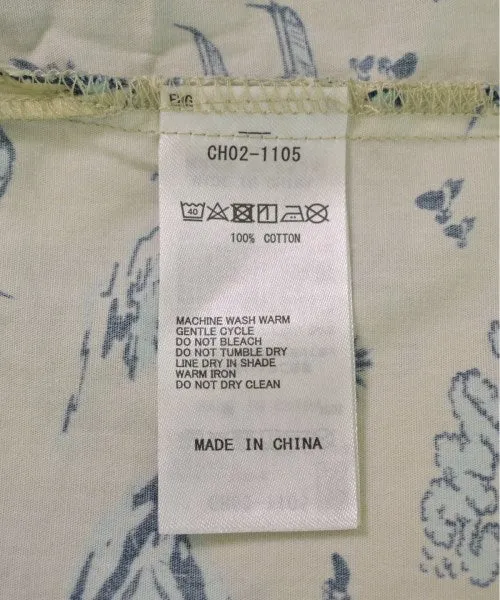 ENG
CH02-1105
40
100% COTTON
MACHINE WASH WARM
GENTLE CYCLE
DO NOT BLEACH
DO NOT TUMBLE DRY
LINE DRY IN SHADE
WARM IRON
DO NOT DRY CLEAN
MADE IN CHINA